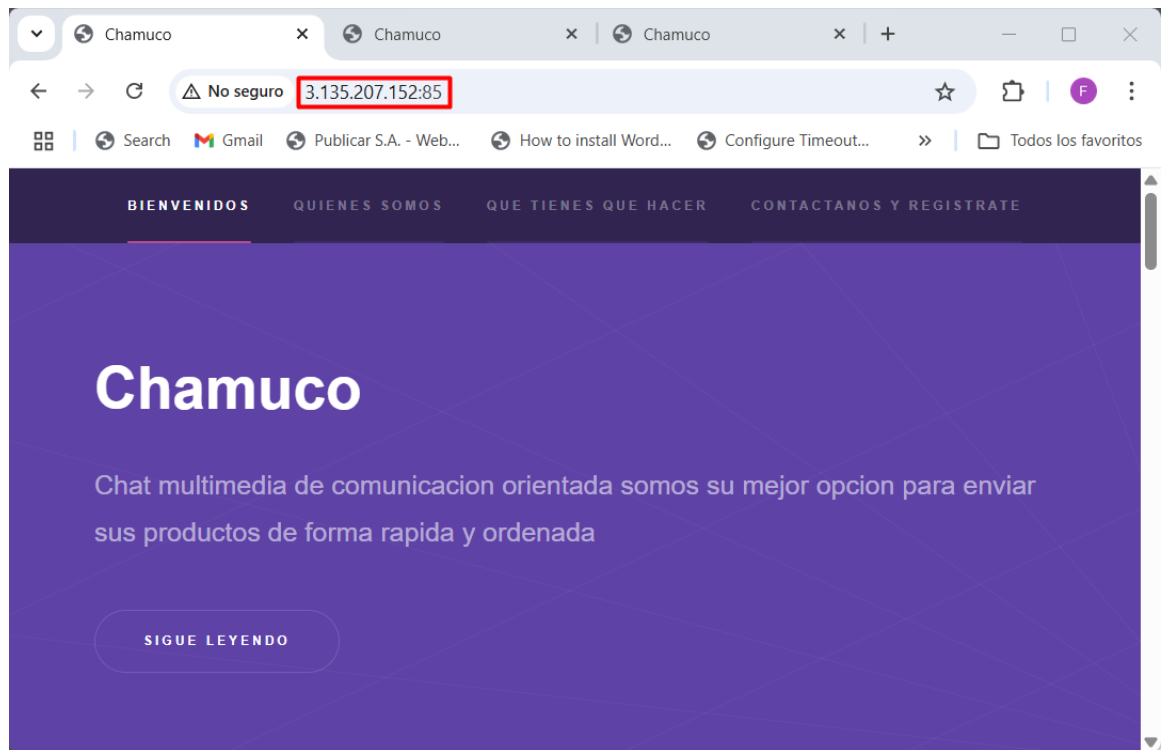 Chamuco
Chamuco
Chamuco
No seguro
3.135.207.152:85
F
Search
Gmail
Publicar S.A. - Web...
How to install Word...
Configure Timeout...
Todos los favoritos
BIENVENIDOS
QUIENES SOMOS
QUE TIENES QUE HACER
CONTACTANOS Y REGISTRATE
Chamuco
Chat multimedia de comunicacion orientada somos su mejor opcion para enviar
sus productos de forma rapida y ordenada
SIGUE LEYENDO